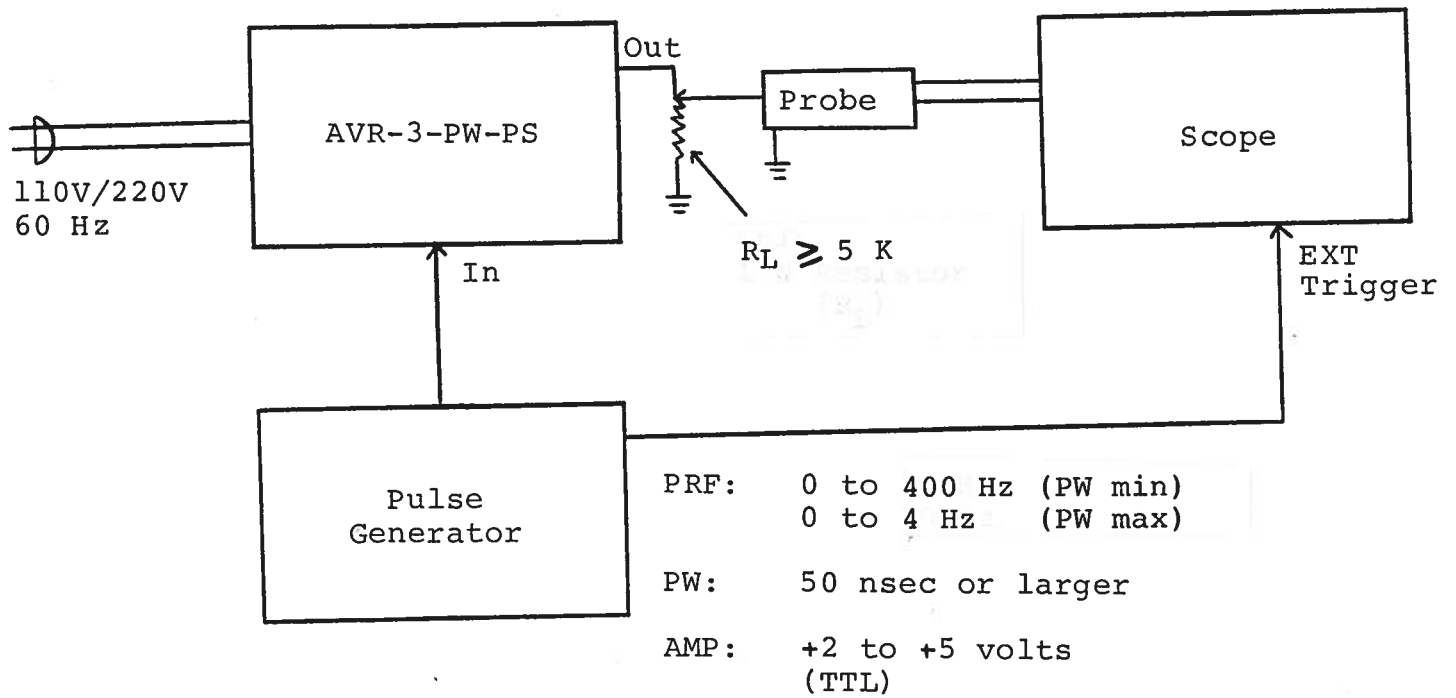 Out
AVR-3-PW-PS
Probe
Scope
110V/220V
60 Hz
RL ⩾ 5 K
In
EXT
Trigger
Resistor
Pulse
Generator
PRF: 0 to 400 Hz (PW min)
0 to 4 Hz (PW max)
PW: 50 nsec or larger
AMP: +2 to +5 volts
(TTL)